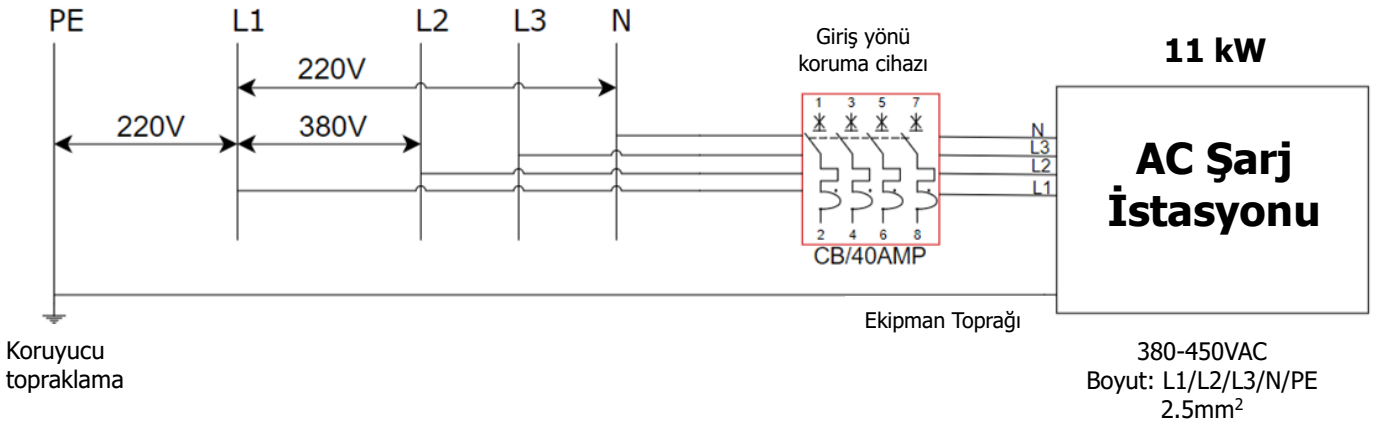 PE L1 L2 L3 N
Giriş yönü
koruma cihazı
11 kW
220V
220V 380V
1 3 5 7
N
L3
L2
L1
AC Şarj
İstasyonu
2 4 6 8
CB/40AMP
Ekipman Toprağı
Koruyucu
topraklama
380-450VAC
Boyut: L1/L2/L3/N/PE
2.5mm²